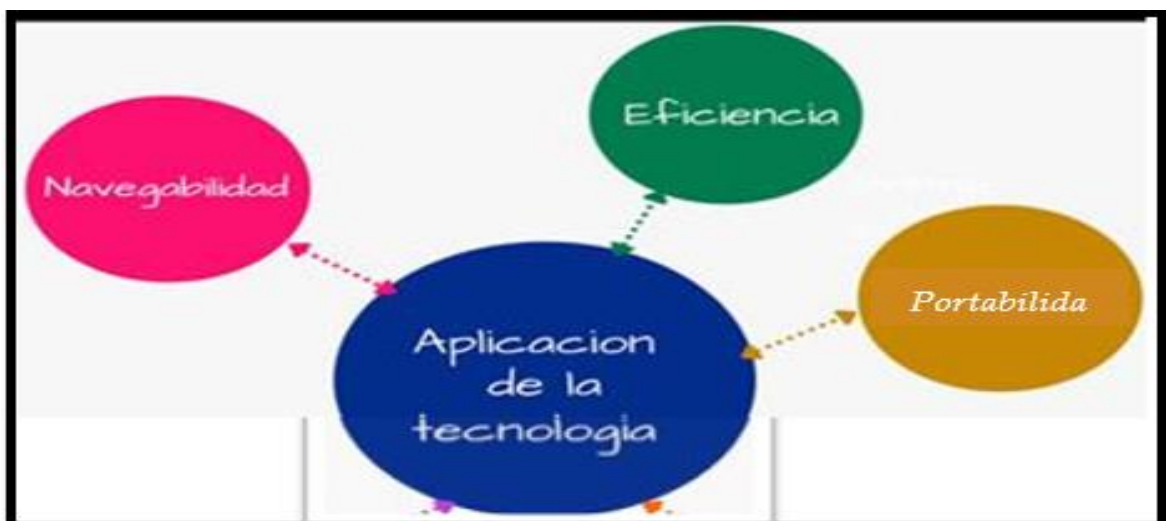 Eficiencia
Navegabilidad
Portabilida
Aplicacion
de la
tecnologia